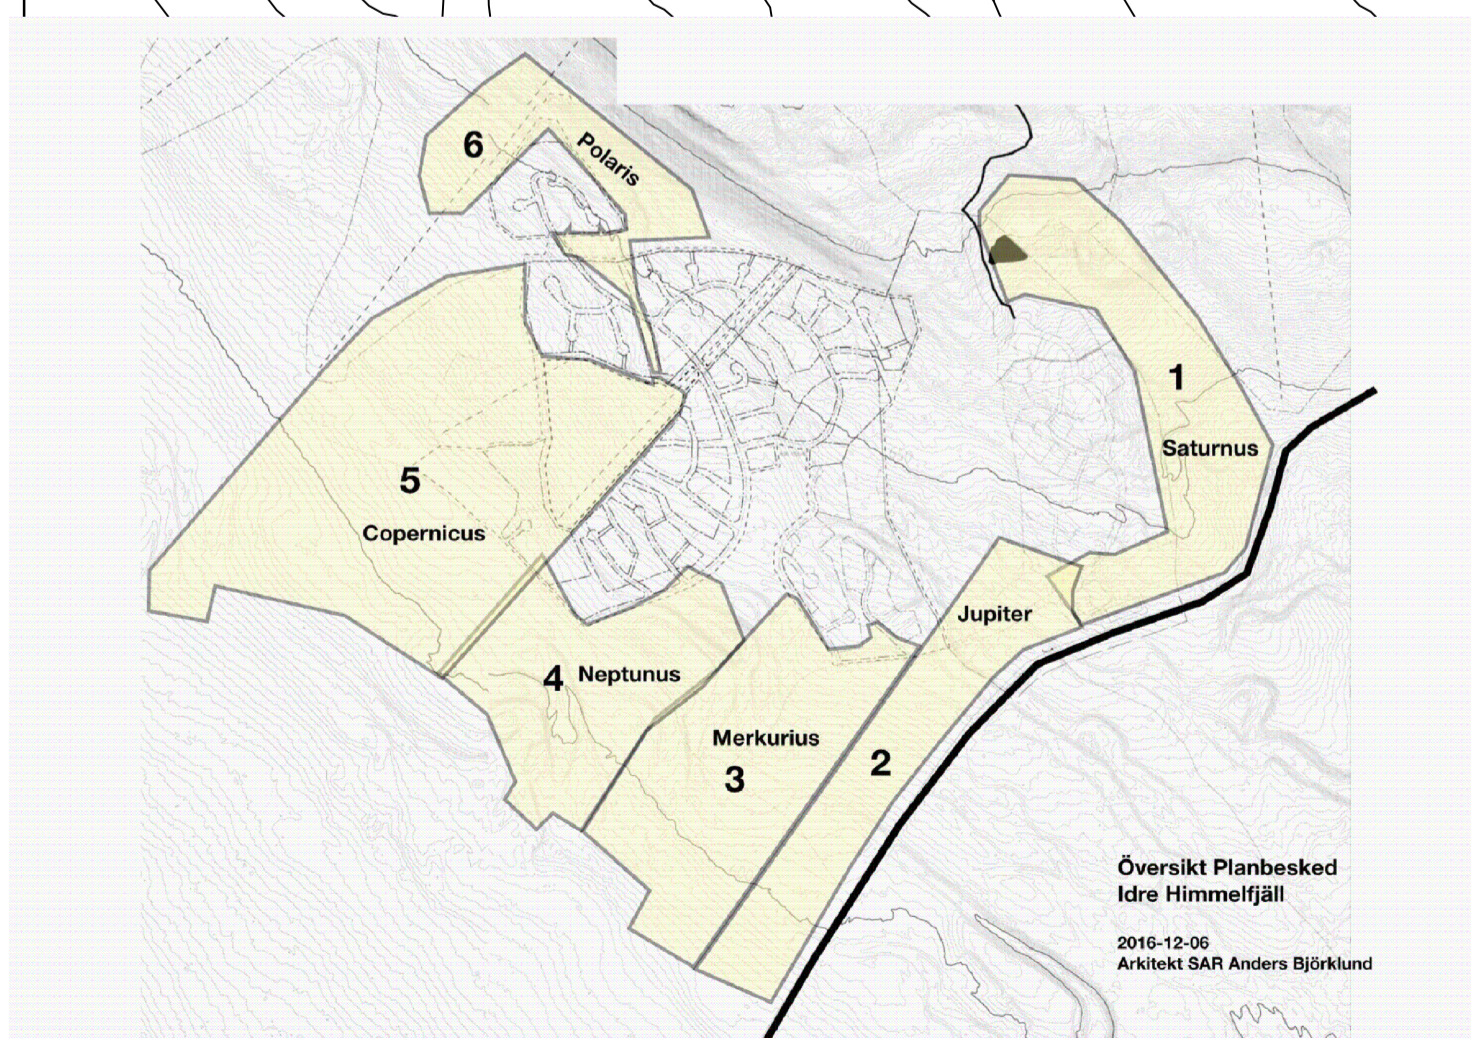 6
Polaris
1
Saturnus
5
Copernicus
Jupiter
4 Neptunus
Merkurius
3
2
Översikt Planbesked
Idre Himmelfjäll
2016-12-06
Arkitekt SAR Anders Björklund